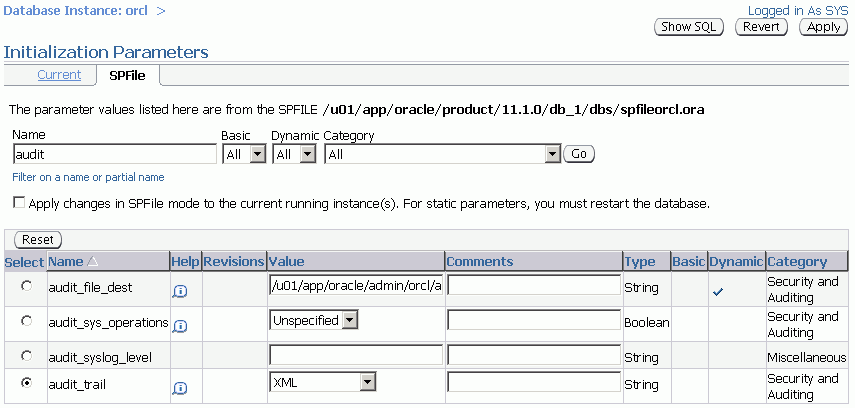 Database Instance: orcl >
Logged in As SYS
Show SQL Revert Apply
Initialization Parameters
Current SPFile
The parameter values listed here are from the SPFILE /u01/app/oracle/product/11.1.0/db_1/dbs/spfileorcl.ora
Name Basic Dynamic Category
audit All All All Go
Filter on a name or partial name
Apply changes in SPFile mode to the current running instance(s). For static parameters, you must restart the database.
Reset
Select Name Help Revisions Value Comments Type Basic Dynamic Category
audit_file_dest /u01/app/oracle/admin/orcl/a String Security and
Auditing
audit_sys_operations Unspecified Boolean Security and
Auditing
audit_syslog_level String Miscellaneous
audit_trail XML String Security and
Auditing